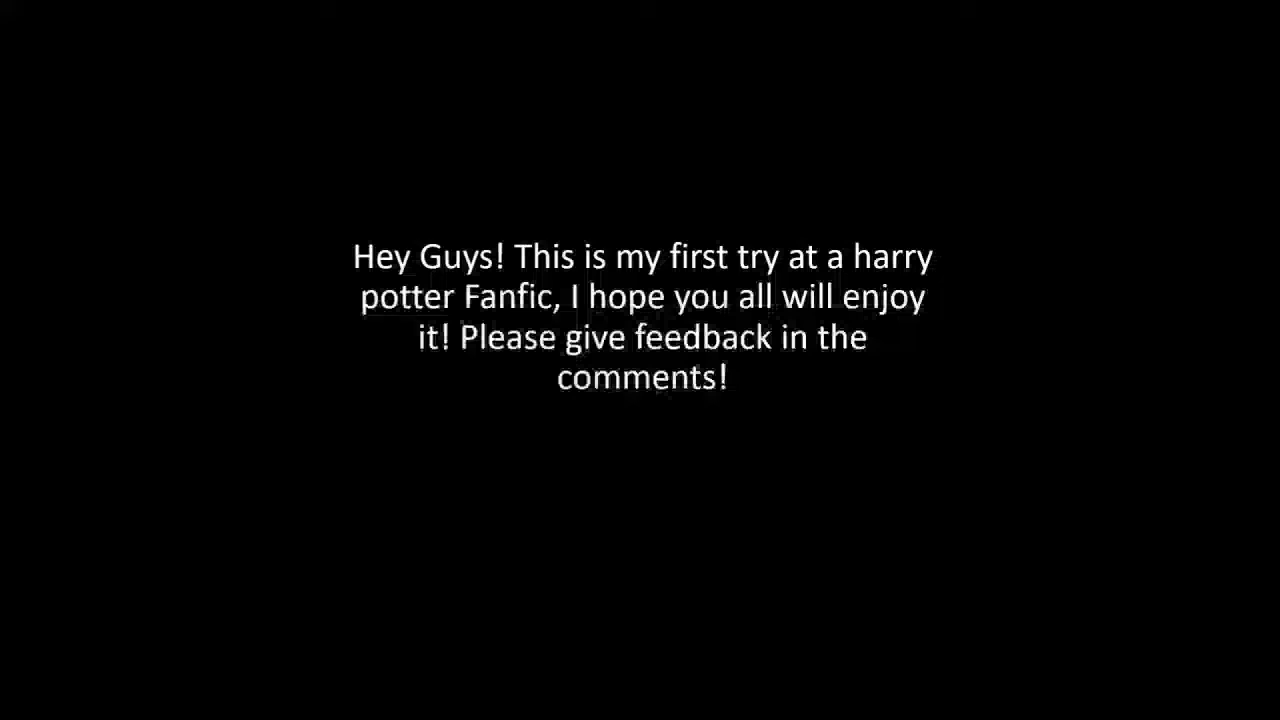 Hey Guys! This is my first try at a harry
potter Fanfic, I hope you all will enjoy
it! Please give feedback in the
comments!